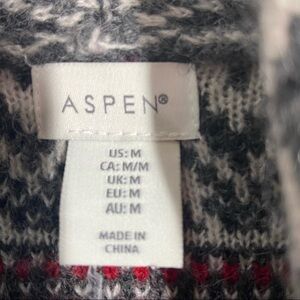 ASPEN®
US: M
CA: M/M
UK: M
EU: M
AU: M
MADE IN
CHINA